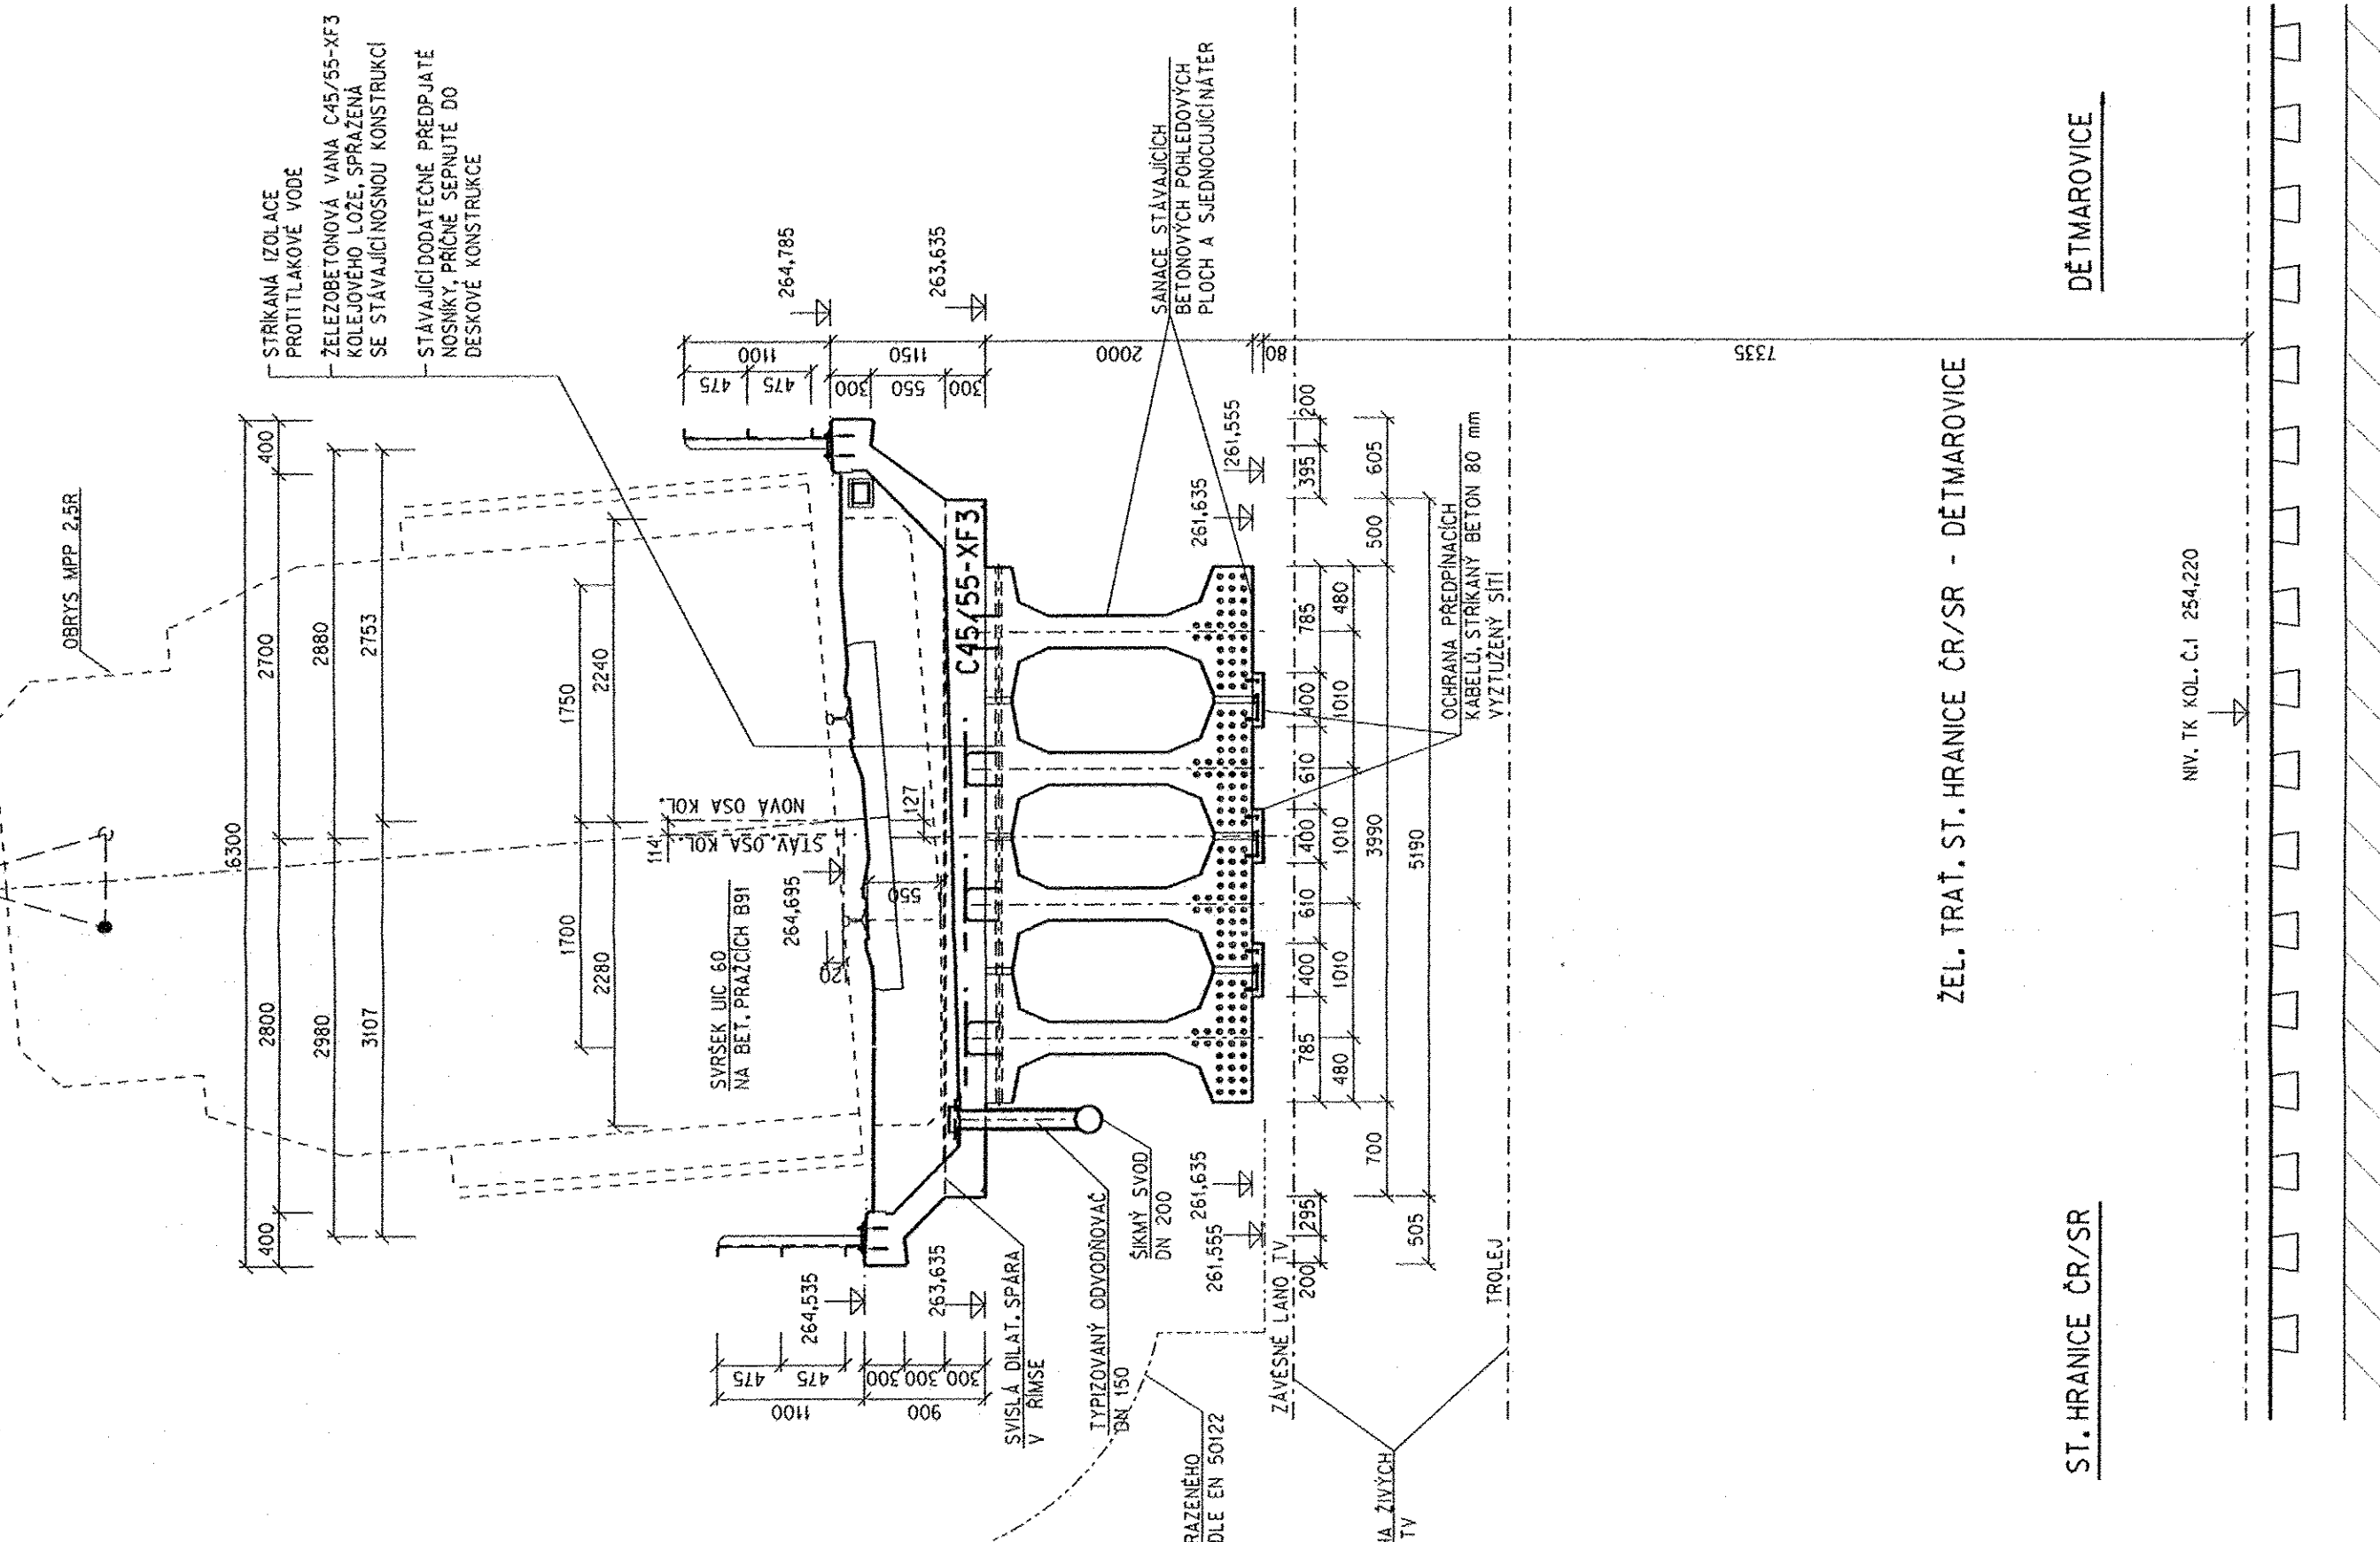 OBRYS MPP 2,5R
STŘÍKANÁ IZOLACE
PROTITLAKOVÉ VODĚ
ŽELEZOBETONOVÁ VANA C45/55-XF3
KOLEJOVÉHO LOŽE, SPŘAŽENÁ
SE STÁVAJÍCÍ NOSNOU KONSTRUKCÍ
STÁVAJÍCÍ DODATEČNĚ PŘEDPJATÉ
NOSNÍKY, PŘÍČNĚ SEPNUTÉ DO
DESKOVÉ KONSTRUKCE
6300
400
2800
2700
400
2980
2880
3107
2753
1700
1750
2280
2240
114
STÁV. OSA KOL.
NOVÁ OSA KOL.
127
SVRŠEK UIC 60
NA BET. PRAŽCÍCH B91
264,695
20
550
C45/55-XF3
1100
475
475
264,785
1150
300
550
300
263,635
2000
80
7335
1100
475
475
264,535
900
300
300
300
263,635
SVISLÁ DILAT. SPÁRA
V ŘÍMSE
TYPIZOVANÝ ODVODŇOVAČ
DN 150
ŠIKMÝ SVOD
DN 200
SANACE STÁVAJÍCÍCH
BETONOVÝCH POHLEDOVÝCH
PLOCH A SJEDNOCUJÍCÍ NÁTĚR
261,635
261,555
261,635
261,555
200
295
785
400
610
400
610
400
785
395
200
480
1010
1010
1010
480
700
3990
500
605
505
5190
OCHRANA PŘEDPÍNACÍCH
KABELŮ, STŘÍKANÝ BETON 80 mm
VYZTUŽENÝ SÍTÍ
ZÁVĚSNÉ LANO TV
TROLEJ
RAZENÉHO
DLE EN 50122
HA ŽIVÝCH
TV
ŽEL. TRAŤ. ST. HRANICE ČR/SR - DĚTMAROVICE
ST. HRANICE ČR/SR
DĚTMAROVICE
NIV. TK KOL. Č.1 254,220